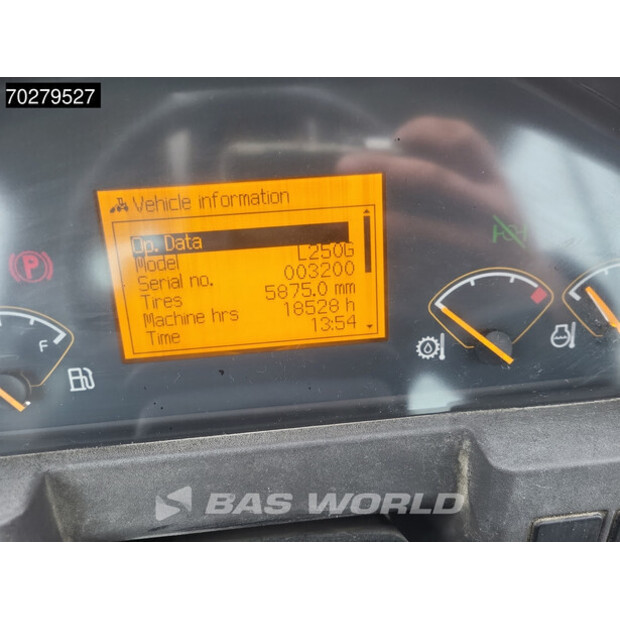 70279527
Vehicle information
Op. Data
Model L250G
Serial no. 003200
Tires 5875.0 mm
Machine hrs 18528 h
Time 13:54
P
F
BAS WORLD